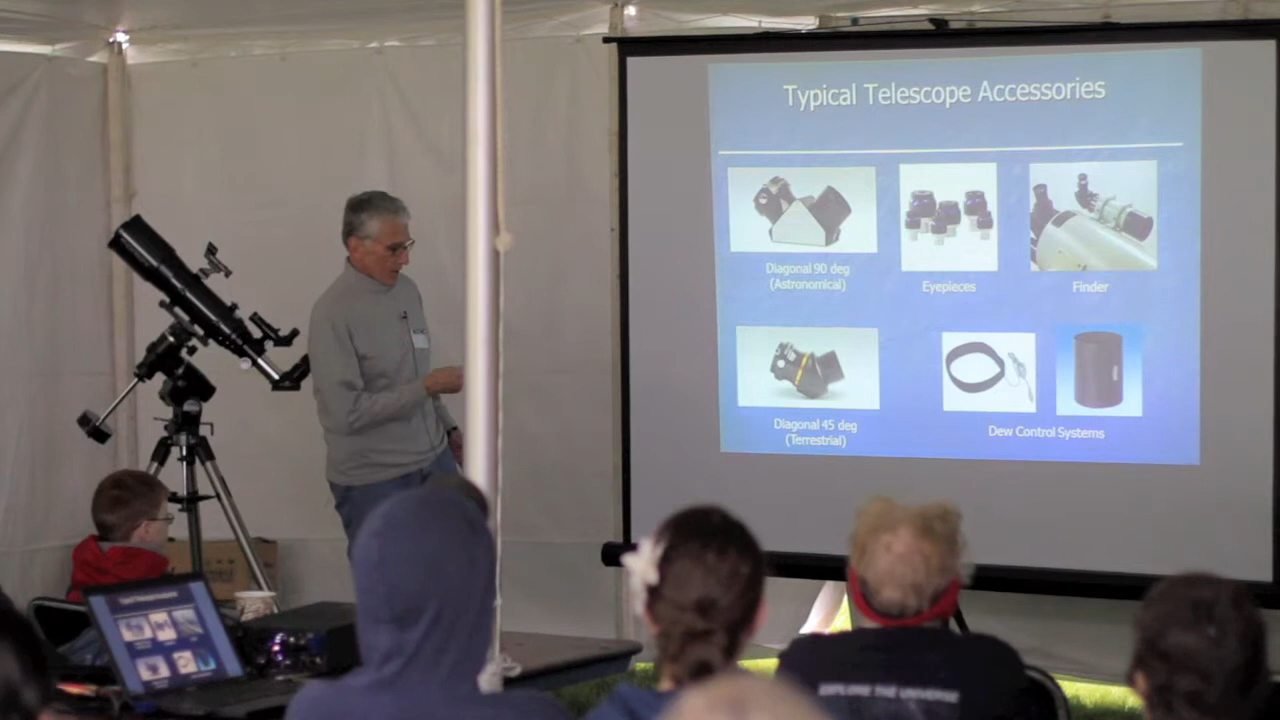 Typical Telescope Accessories
Diagonal 90 deg
(Astronomical)
Eyepieces
Finder
Diagonal 45 deg
(Terrestrial)
Dew Control Systems
EXPLORE THE UNIVERSE